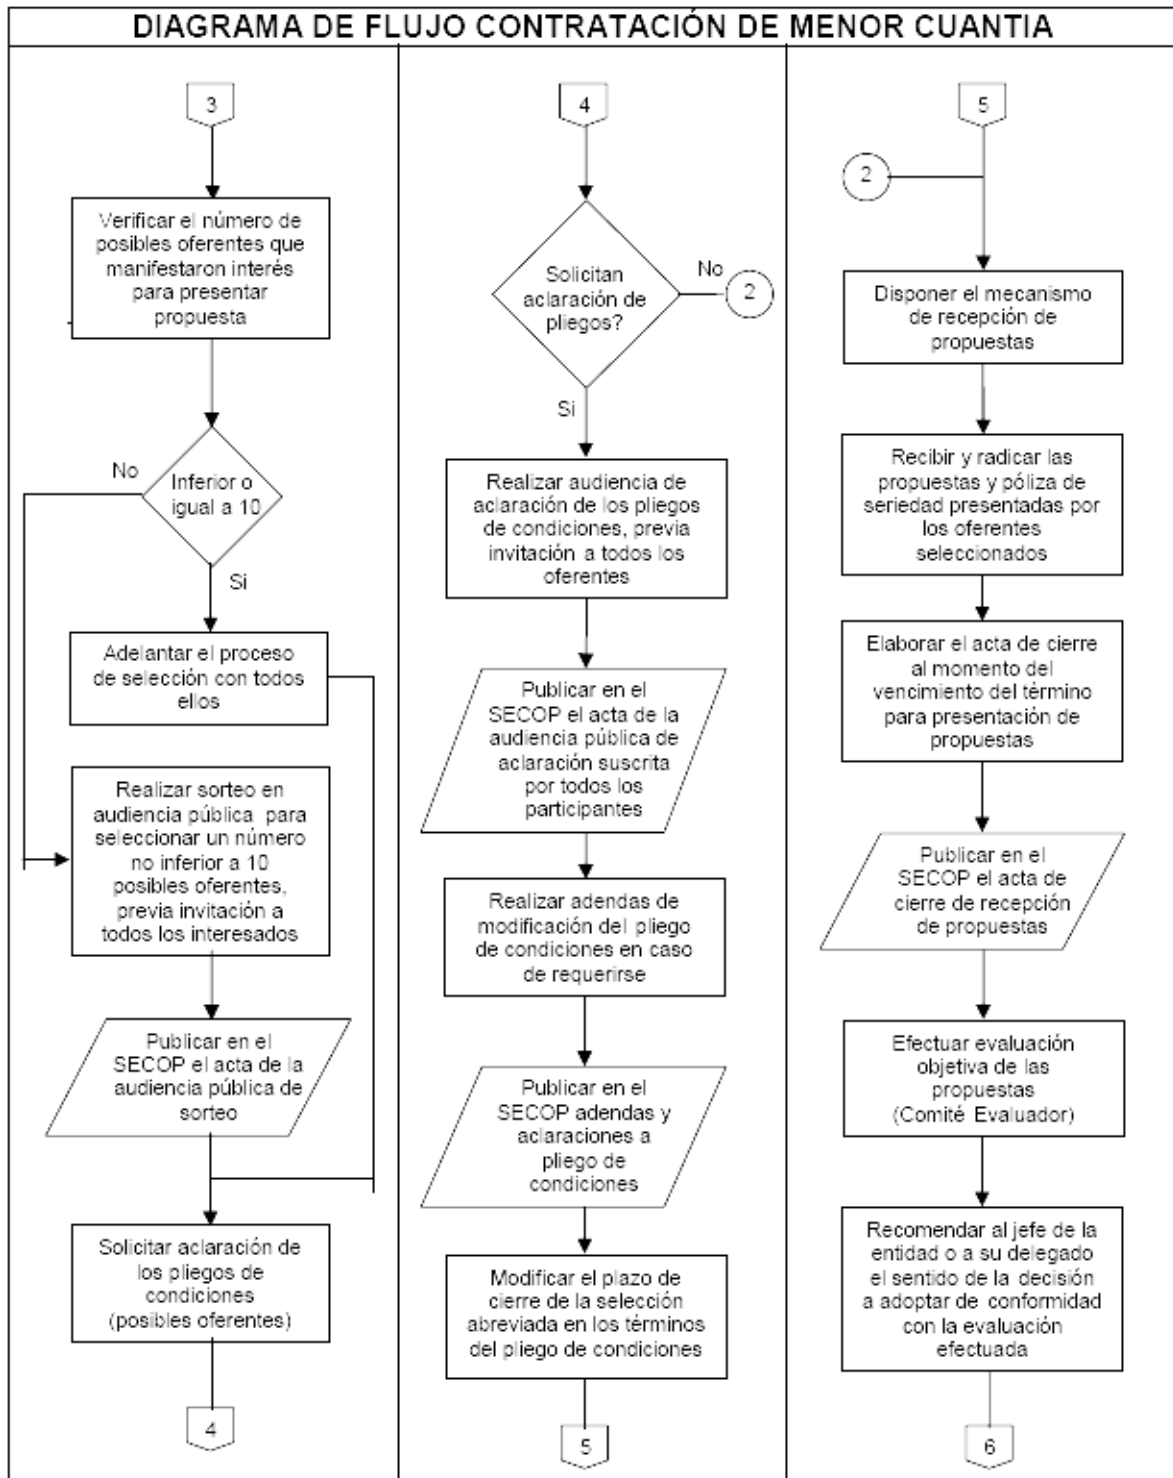 DIAGRAMA DE FLUJO CONTRATACIÓN DE MENOR CUANTIA
3
Verificar el número de
posibles oferentes que
manifestaron interés
para presentar
propuesta
No
Inferior o
igual a 10
Si
Adelantar el proceso
de selección con todos
ellos
Realizar sorteo en
audiencia pública para
seleccionar un número
no inferior a 10
posibles oferentes,
previa invitación a
todos los interesados
Publicar en el
SECOP el acta de la
audiencia pública de
sorteo
Solicitar aclaración de
los pliegos de
condiciones
(posibles oferentes)
4
4
Solicitan
aclaración de
pliegos?
No
2
Si
Realizar audiencia de
aclaración de los pliegos
de condiciones, previa
invitación a todos los
oferentes
Publicar en el
SECOP el acta de la
audiencia pública de
aclaración suscrita
por todos los
participantes
Realizar adendas de
modificación del pliego
de condiciones en caso
de requerirse
Publicar en el
SECOP adendas y
aclaraciones a
pliego de
condiciones
Modificar el plazo de
cierre de la selección
abreviada en los términos
del pliego de condiciones
5
5
2
Disponer el mecanismo
de recepción de
propuestas
Recibir y radicar las
propuestas y póliza de
seriedad presentadas por
los oferentes
seleccionados
Elaborar el acta de cierre
al momento del
vencimiento del término
para presentación de
propuestas
Publicar en el
SECOP el acta de
cierre de recepción
de propuestas
Efectuar evaluación
objetiva de las
propuestas
(Comité Evaluador)
Recomendar al jefe de la
entidad o a su delegado
el sentido de la decisión
a adoptar de conformidad
con la evaluación
efectuada
6